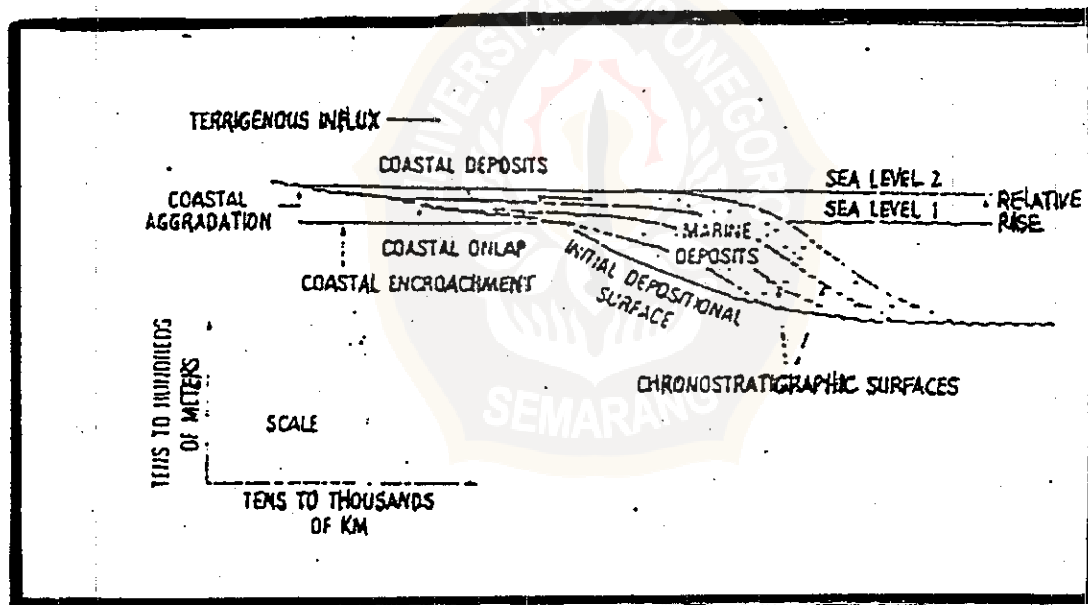 TERRIGENOUS INFLUX
COASTAL DEPOSITS
SEA LEVEL 2
COASTAL
AGGRADATION
SEA LEVEL 1
RELATIVE
RISE
MARINE
DEPOSITS
COASTAL ONLAP
COASTAL ENCROACHMENT
INITIAL DEPOSITIONAL
SURFACE
CHRONOSTRATIGRAPHIC SURFACES
TENS TO HUNDREDS
OF METERS
SCALE
TENS TO THOUSANDS
OF KM
SEMARANG